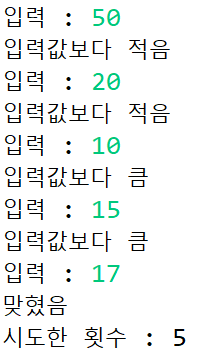 입력 : 50
입력값보다 적음
입력 : 20
입력값보다 적음
입력 : 10
입력값보다 큼
입력 : 15
입력값보다 큼
입력 : 17
맞혔음
시도한 횟수 : 5